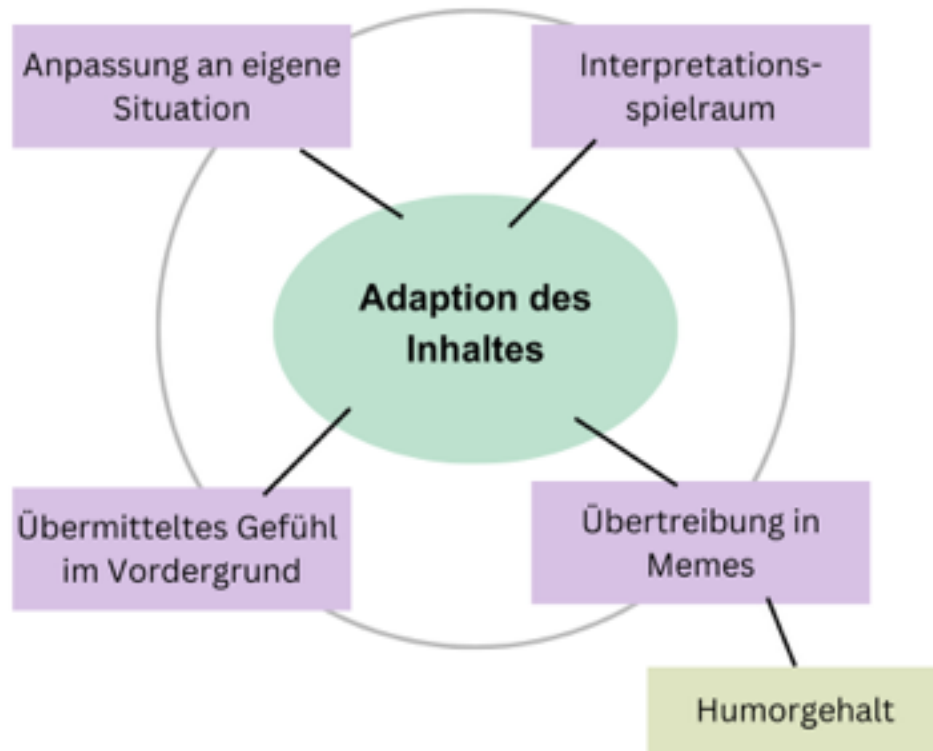 Anpassung an eigene
Situation
Interpretations-
spielraum
Adaption des
Inhaltes
Übermitteltes Gefühl
im Vordergrund
Übertreibung in
Memes
Humorgehalt